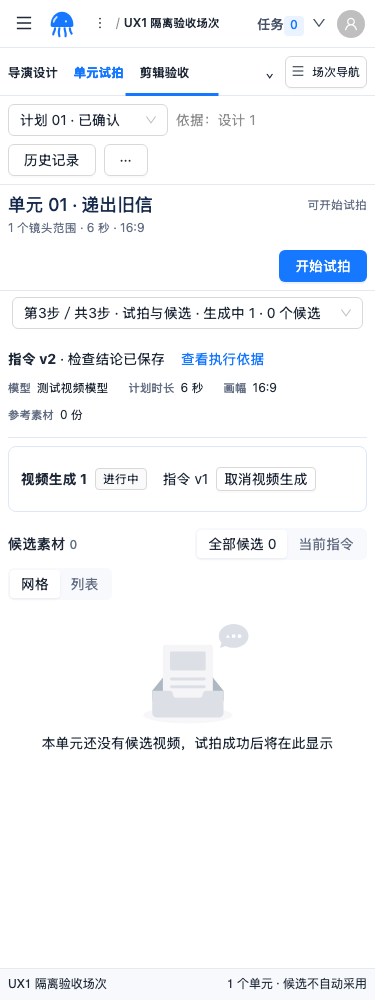 / UX1 隔离验收场次 任务 0
导演设计 单元试拍 剪辑验收 场次导航
计划 01 · 已确认 依据：设计 1
历史记录 ···
单元 01 · 递出旧信 可开始试拍
1 个镜头范围 · 6 秒 · 16:9
开始试拍
第3步 / 共3步 · 试拍与候选 · 生成中 1 · 0 个候选
指令 v2 · 检查结论已保存 查看执行依据
模型 测试视频模型 计划时长 6 秒 画幅 16:9
参考素材 0 份
视频生成 1 进行中 指令 v1 取消视频生成
候选素材 0 全部候选 0 当前指令
网格 列表
本单元还没有候选视频，试拍成功后将在此显示
UX1 隔离验收场次 1 个单元 · 候选不自动采用